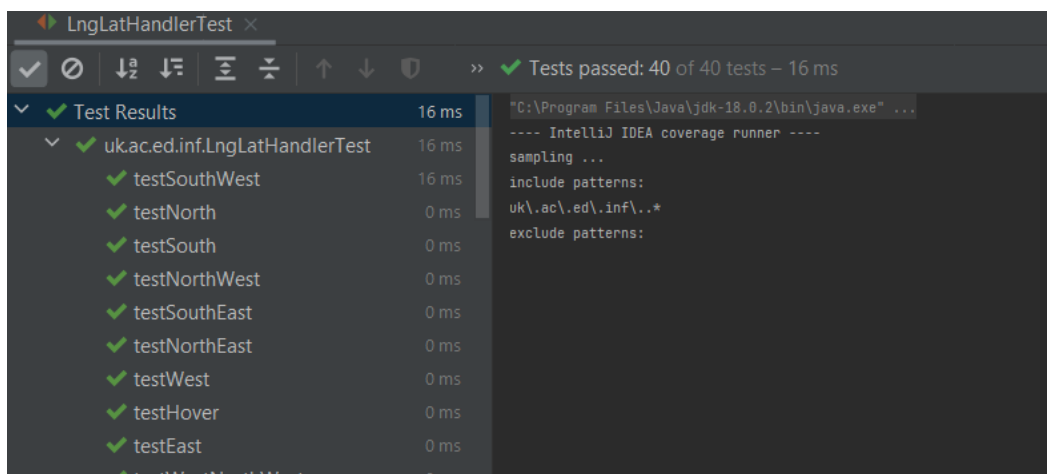 LngLatHandlerTest
Tests passed: 40 of 40 tests – 16 ms
Test Results 16 ms
uk.ac.ed.inf.LngLatHandlerTest 16 ms
testSouthWest 16 ms
testNorth 0 ms
testSouth 0 ms
testNorthWest 0 ms
testSouthEast 0 ms
testNorthEast 0 ms
testWest 0 ms
testHover 0 ms
testEast 0 ms
"C:\Program Files\Java\jdk-18.0.2\bin\java.exe" ...
---- IntelliJ IDEA coverage runner ----
sampling ...
include patterns:
uk\.ac\.ed\.inf\..*
exclude patterns: